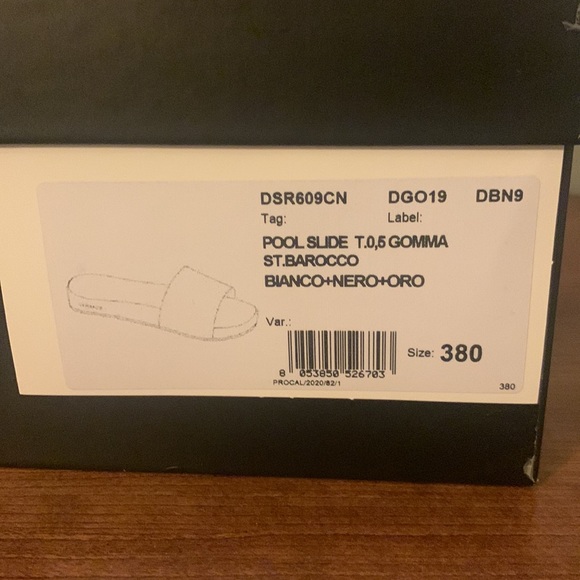 DSR609CN DGO19 DBN9
Tag: Label:
POOL SLIDE T.0,5 GOMMA
ST.BAROCCO
BIANCO+NERO+ORO
Var.:
Size: 380
8 053850 526703
PROCAL/2020/82/1
380